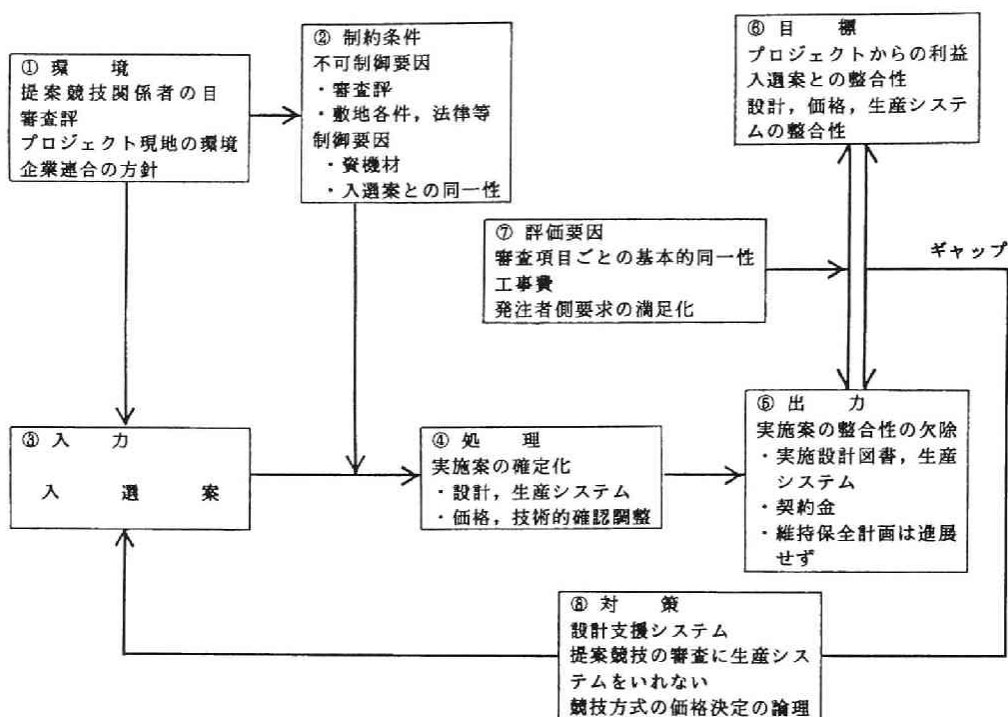 ① 環　　境
提案競技関係者の目
審査評
プロジェクト現地の環境
企業連合の方針
② 制約条件
不可制御要因
・審査評
・敷地各件，法律等
制御要因
・資機材
・入選案との同一性
③ 入　力
入　選　案
④ 処　理
実施案の確定化
・設計，生産システム
・価格，技術的確認調整
⑤ 出　　力
実施案の整合性の欠除
・実施設計図書，生産
システム
・契約金
・維持保全計画は進展
せず
⑥ 目　　標
プロジェクトからの利益
入選案との整合性
設計，価格，生産システ
ムの整合性
⑦ 評価要因
審査項目ごとの基本的同一性
工事費
発注者側要求の満足化
ギャップ
⑧ 対　　策
設計支援システム
提案競技の審査に生産シス
テムをいれない
競技方式の価格決定の論理